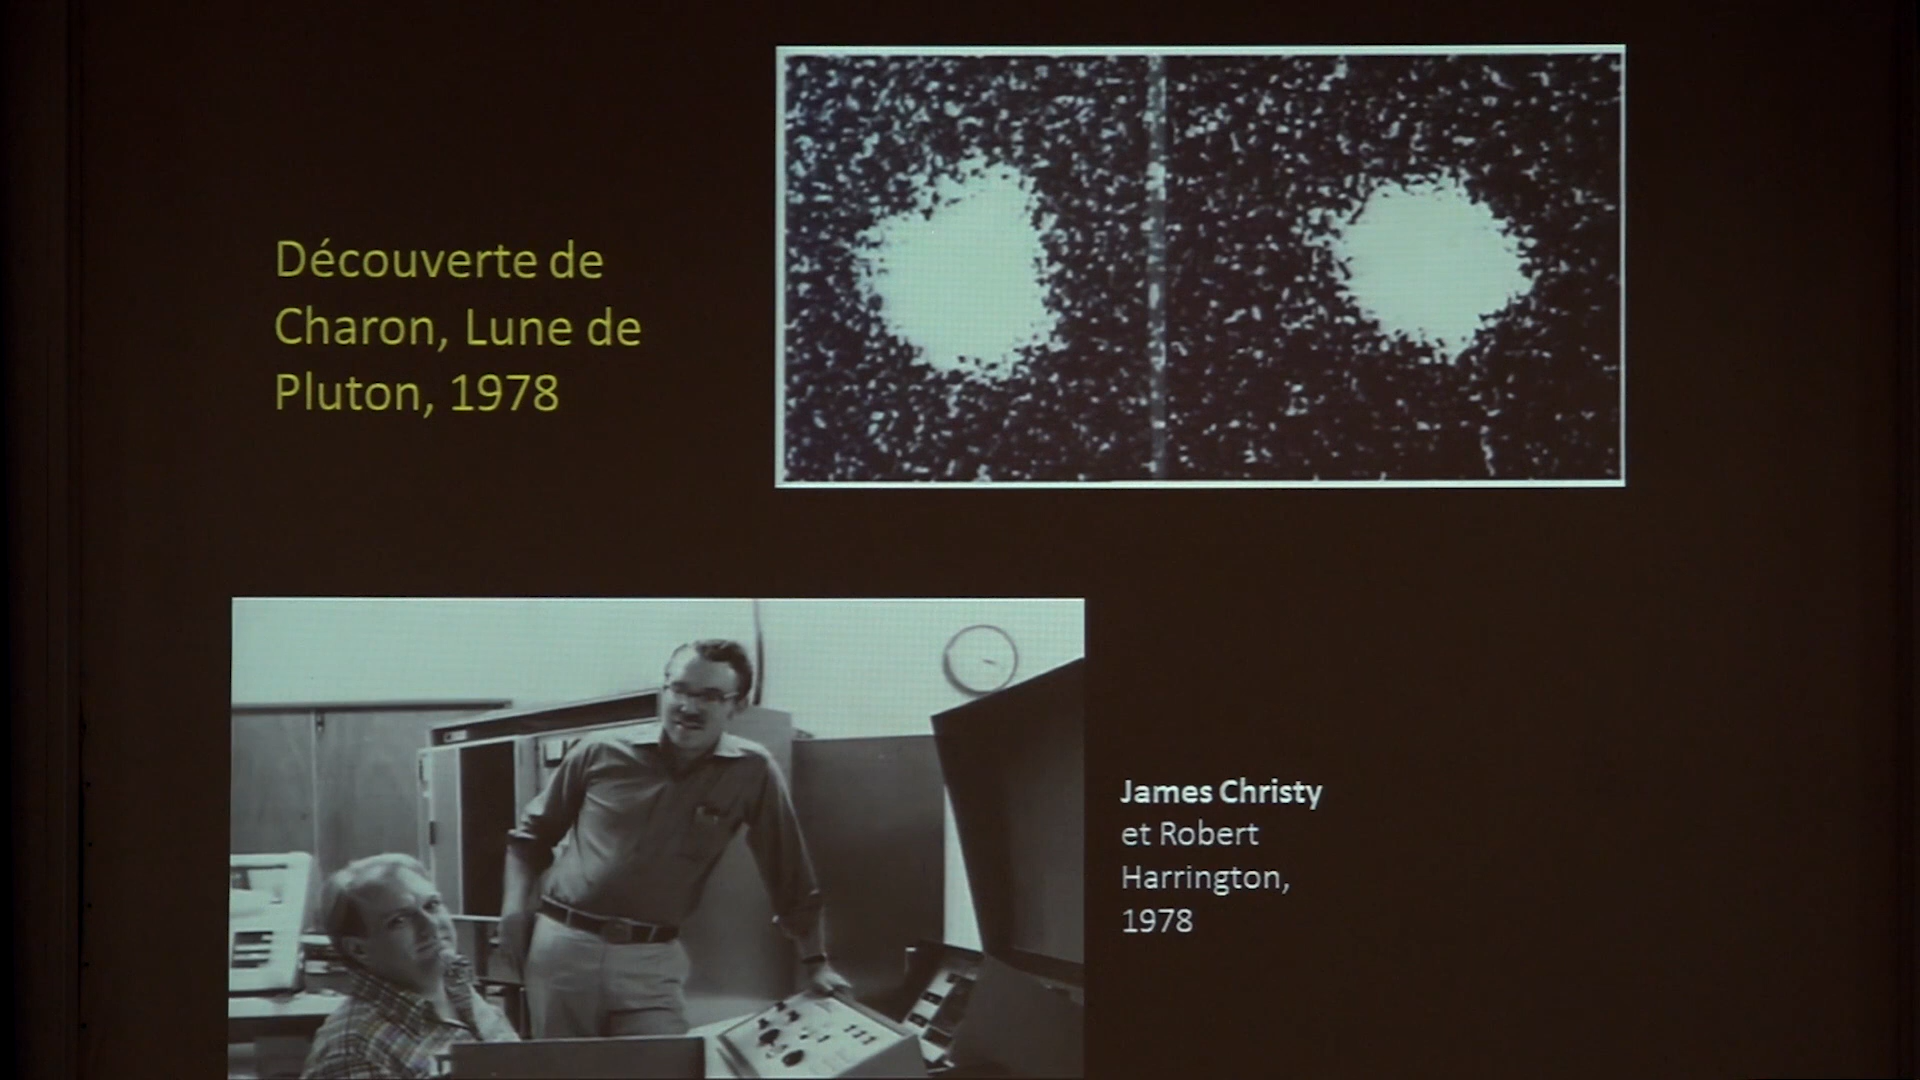 Découverte de
Charon, Lune de
Pluton, 1978
James Christy
et Robert
Harrington,
1978